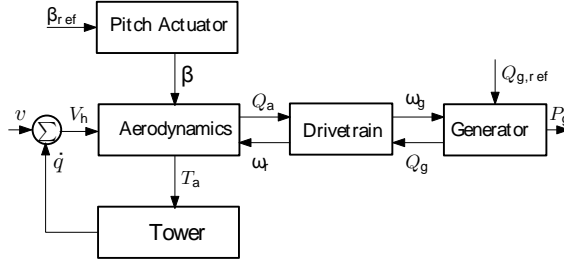 β_ref
Pitch Actuator
β
Q_g,ref
v
∑
V_h
Aerodynamics
Q_a
ω_r
Drivetrain
ω_g
Q_g
Generator
P_g
q̇
T_a
Tower